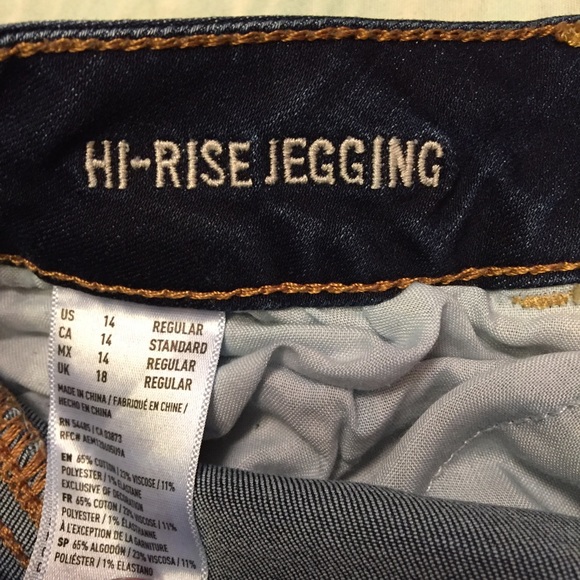 HI-RISE JEGGING
US 14 REGULAR
CA 14 STANDARD
MX 14 REGULAR
UK 18 REGULAR
MADE IN CHINA / FABRIQUÉ EN CHINE /
HECHO EN CHINA
RN 54485 / CA 03873
RFC#
EN 65% COTTON / 23% VISCOSE / 11%
POLYESTER / 1% ELASTANE
EXCLUSIVE OF DECORATION
FR 65% COTON / 23% VISCOSE / 11%
POLYESTER / 1% ÉLASTHANNE
À L'EXCEPTION DE LA GARNITURE
SP 65% ALGODÓN / 23% VISCOSA / 11%
POLIÉSTER / 1% ELASTANO